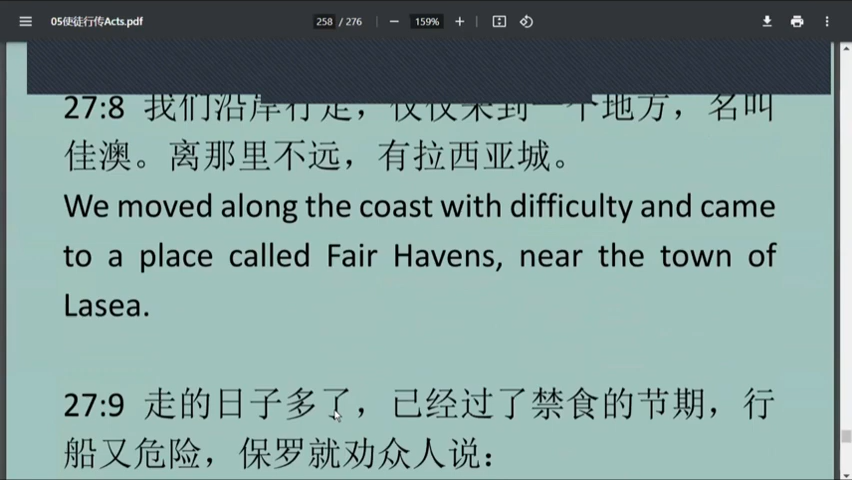 05使徒行传Acts.pdf
258 / 276
159%
27:8 我们沿岸行走，仅仅来到一个地方，名叫
佳澳。离那里不远，有拉西亚城。
We moved along the coast with difficulty and came
to a place called Fair Havens, near the town of
Lasea.
27:9 走的日子多了，已经过了禁食的节期，行
船又危险，保罗就劝众人说：